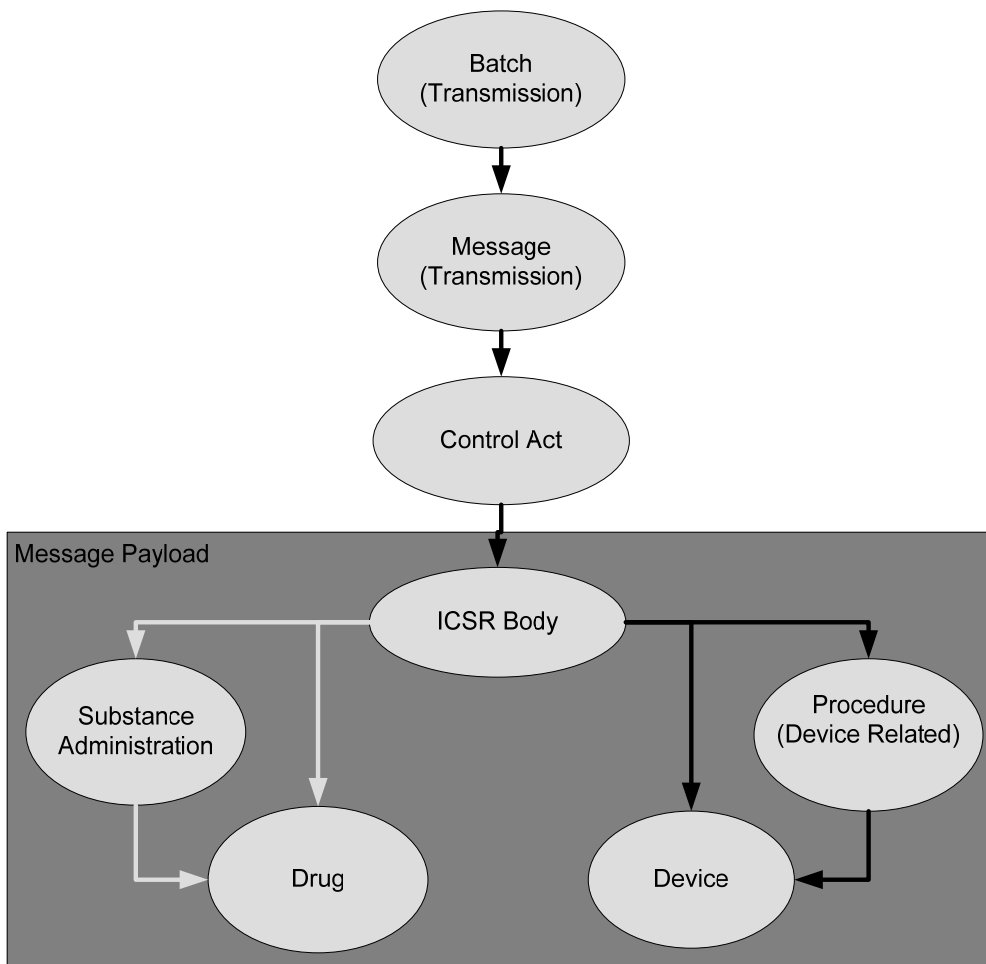 Batch
(Transmission)
Message
(Transmission)
Control Act
Message Payload
ICSR Body
Substance
Administration
Procedure
(Device Related)
Drug
Device